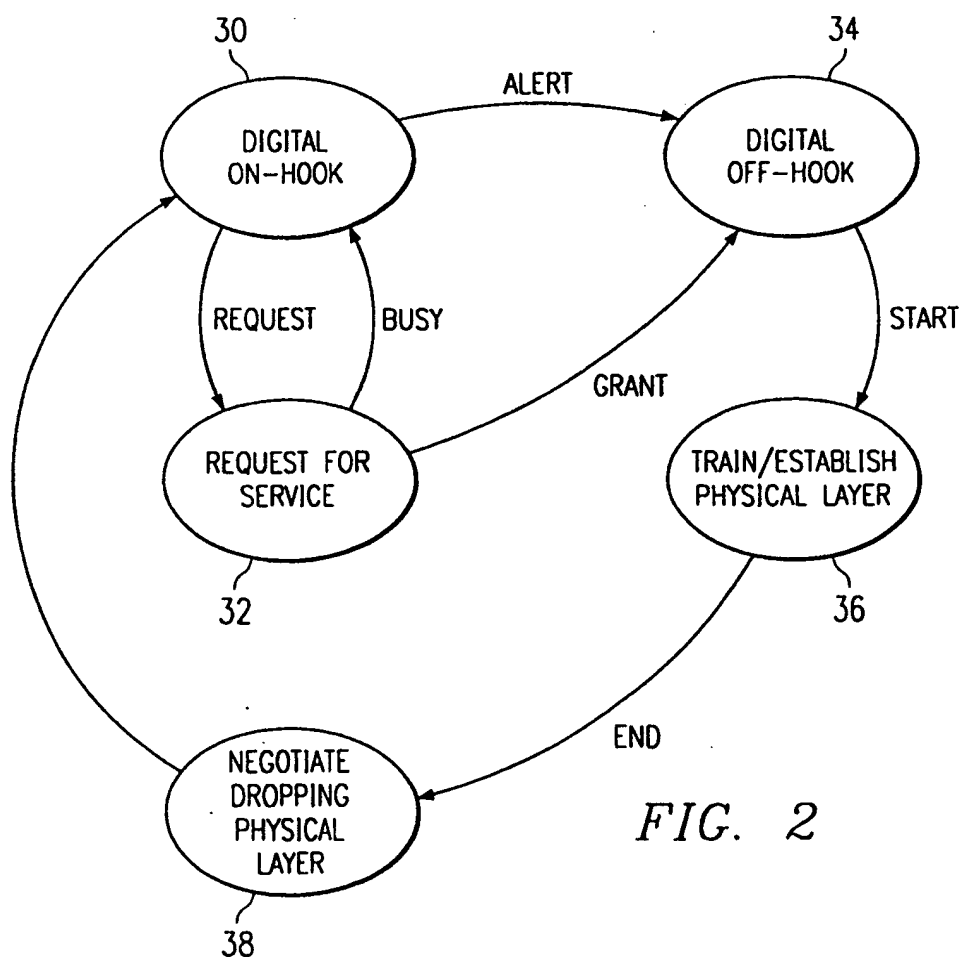 30
34
ALERT
DIGITAL
ON-HOOK
DIGITAL
OFF-HOOK
REQUEST
BUSY
START
GRANT
REQUEST FOR
SERVICE
TRAIN/ESTABLISH
PHYSICAL LAYER
32
36
END
NEGOTIATE
DROPPING
PHYSICAL
LAYER
FIG. 2
38